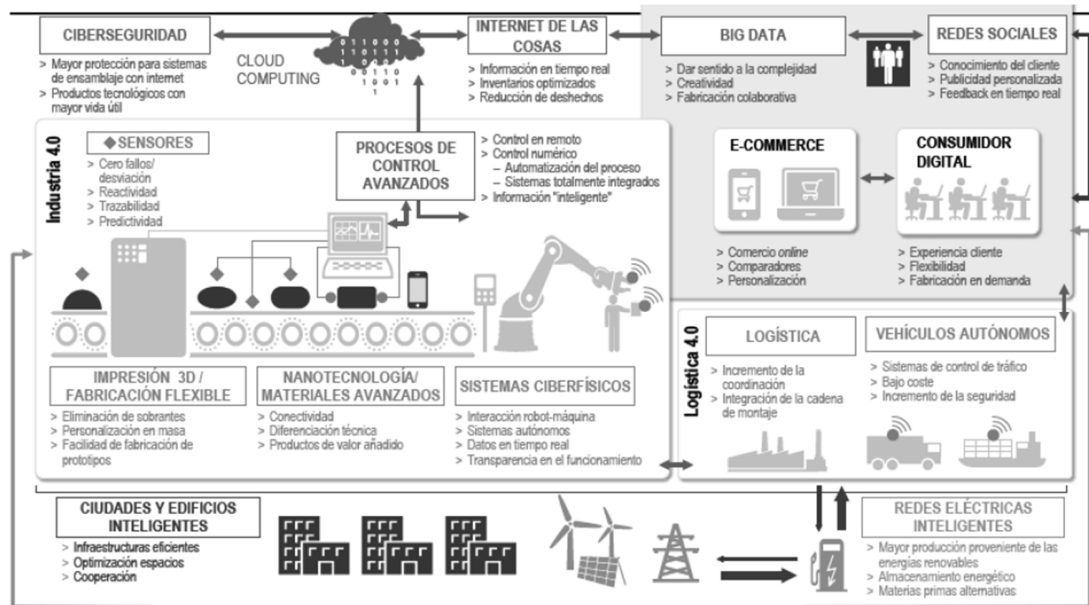 CIBERSEGURIDAD
> Mayor protección para sistemas
de ensamblaje con internet
> Productos tecnológicos con
mayor vida útil
CLOUD
COMPUTING
0 1 1 0 0 0
INTERNET DE LAS
COSAS
> Información en tiempo real
> Inventarios optimizados
> Reducción de deshechos
BIG DATA
> Dar sentido a la complejidad
> Creatividad
> Fabricación colaborativa
REDES SOCIALES
> Conocimiento del cliente
> Publicidad personalizada
> Feedback en tiempo real
Industria 4.0
SENSORES
> Cero fallos/
desviación
> Reactividad
> Trazabilidad
> Predictividad
PROCESOS DE
CONTROL
AVANZADOS
> Control en remoto
> Control numérico
– Automatización del proceso
– Sistemas totalmente integrados
> Información "inteligente"
E-COMMERCE
> Comercio online
> Comparadores
> Personalización
CONSUMIDOR
DIGITAL
> Experiencia cliente
> Flexibilidad
> Fabricación en demanda
IMPRESIÓN 3D /
FABRICACIÓN FLEXIBLE
> Eliminación de sobrantes
> Personalización en masa
> Facilidad de fabricación de
prototipos
NANOTECNOLOGÍA/
MATERIALES AVANZADOS
> Conectividad
> Diferenciación técnica
> Productos de valor añadido
SISTEMAS CIBERFÍSICOS
> Interacción robot-máquina
> Sistemas autónomos
> Datos en tiempo real
> Transparencia en el funcionamiento
Logística 4.0
LOGÍSTICA
> Incremento de la
coordinación
> Integración de la cadena
de montaje
VEHÍCULOS AUTÓNOMOS
> Sistemas de control de tráfico
> Bajo coste
> Incremento de la seguridad
CIUDADES Y EDIFICIOS
INTELIGENTES
> Infraestructuras eficientes
> Optimización espacios
> Cooperación
REDES ELÉCTRICAS
INTELIGENTES
> Mayor producción proveniente de las
energías renovables
> Almacenamiento energético
> Materias primas alternativas